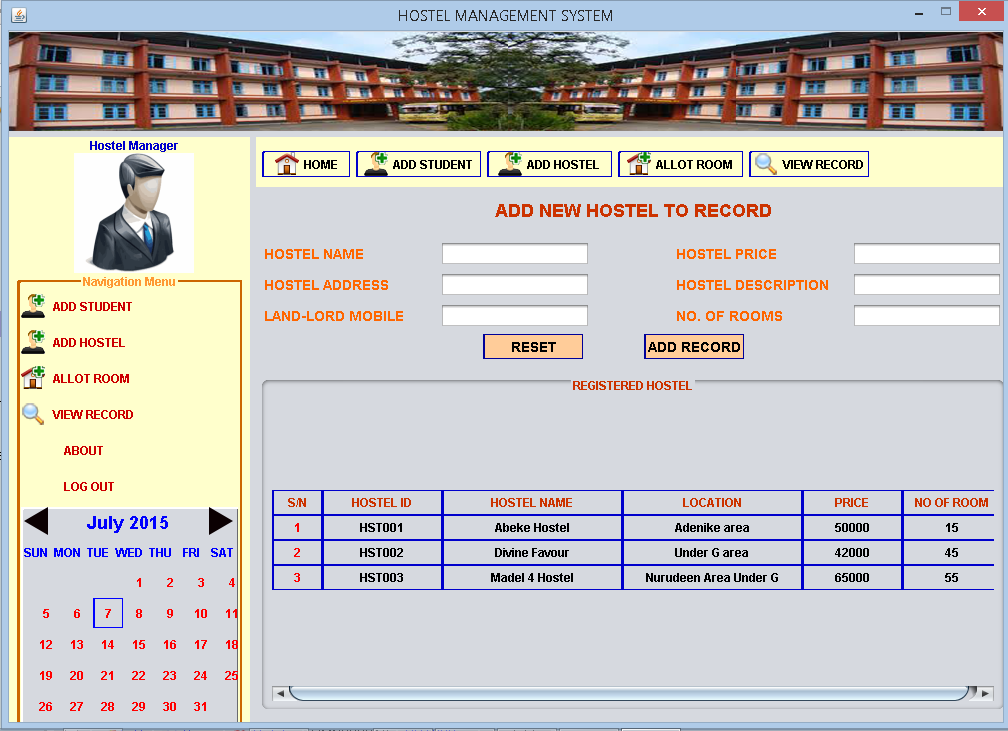 HOSTEL MANAGEMENT SYSTEM
Hostel Manager
Navigation Menu
ADD STUDENT
ADD HOSTEL
ALLOT ROOM
VIEW RECORD
ABOUT
LOG OUT
July 2015
SUN MON TUE WED THU FRI SAT
1 2 3 4
5 6 7 8 9 10 11
12 13 14 15 16 17 18
19 20 21 22 23 24 25
26 27 28 29 30 31
HOME ADD STUDENT ADD HOSTEL ALLOT ROOM VIEW RECORD
ADD NEW HOSTEL TO RECORD
HOSTEL NAME HOSTEL PRICE
HOSTEL ADDRESS HOSTEL DESCRIPTION
LAND-LORD MOBILE NO. OF ROOMS
RESET ADD RECORD
REGISTERED HOSTEL
S/N HOSTEL ID HOSTEL NAME LOCATION PRICE NO OF ROOM
1 HST001 Abeke Hostel Adenike area 50000 15
2 HST002 Divine Favour Under G area 42000 45
3 HST003 Madel 4 Hostel Nurudeen Area Under G 65000 55